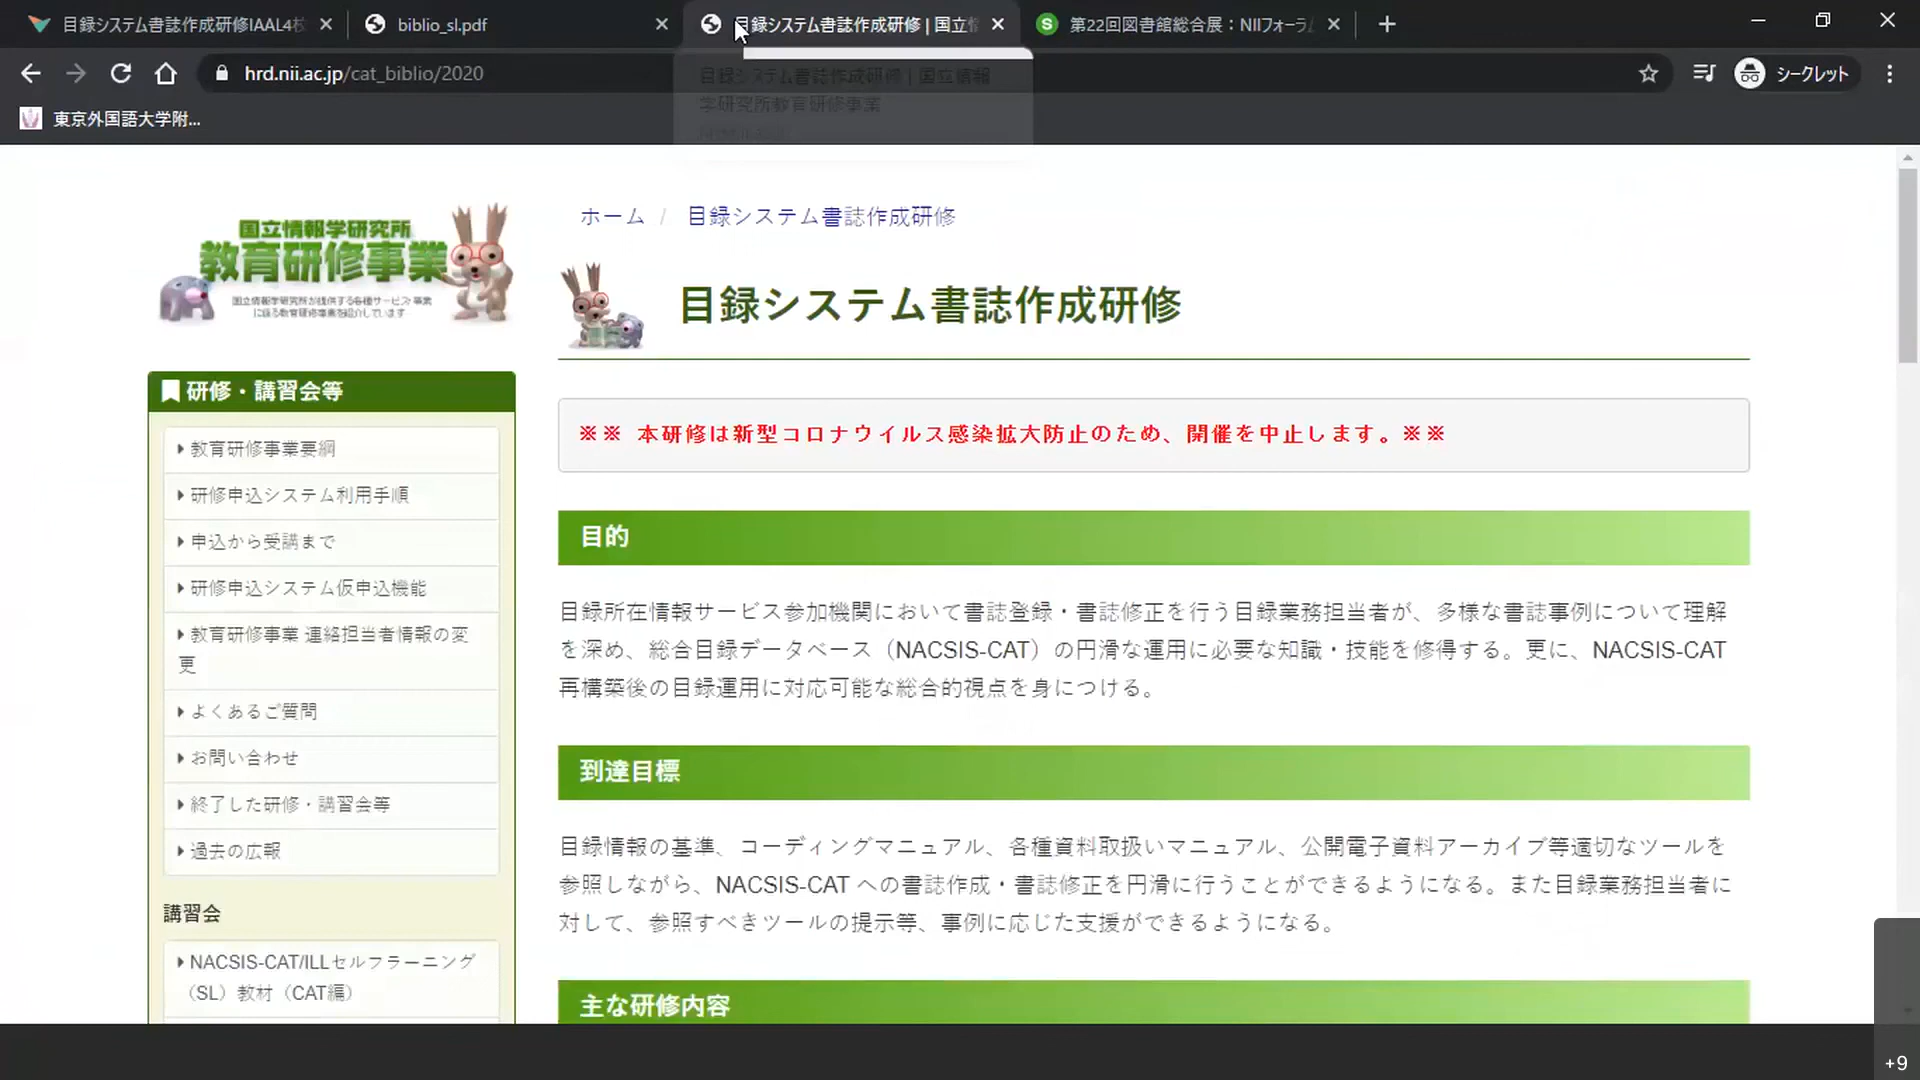 目録システム書誌作成研修IAAL4校
biblio_sl.pdf
目録システム書誌作成研修 | 国立情
第22回図書館総合展：NIIフォーラム
hrd.nii.ac.jp/cat_biblio/2020
シークレット
目録システム書誌作成研修 | 国立情報
学研究所教育研修事業
東京外国語大学附...
国立情報学研究所
教育研修事業
国立情報学研究所が提供する各種サービス・事業
に係る教育研修事業を紹介しています
ホーム / 目録システム書誌作成研修
目録システム書誌作成研修
研修・講習会等
教育研修事業要綱
研修申込システム利用手順
申込から受講まで
研修申込システム仮申込機能
教育研修事業 連絡担当者情報の変
更
よくあるご質問
お問い合わせ
終了した研修・講習会等
過去の広報
講習会
NACSIS-CAT/ILLセルフラーニング
（SL）教材（CAT編）
※※ 本研修は新型コロナウイルス感染拡大防止のため、開催を中止します。※※
目的
目録所在情報サービス参加機関において書誌登録・書誌修正を行う目録業務担当者が、多様な書誌事例について理解
を深め、総合目録データベース（NACSIS-CAT）の円滑な運用に必要な知識・技能を修得する。更に、NACSIS-CAT
再構築後の目録運用に対応可能な総合的視点を身につける。
到達目標
目録情報の基準、コーディングマニュアル、各種資料取扱いマニュアル、公開電子資料アーカイブ等適切なツールを
参照しながら、NACSIS-CAT への書誌作成・書誌修正を円滑に行うことができるようになる。また目録業務担当者に
対して、参照すべきツールの提示等、事例に応じた支援ができるようになる。
主な研修内容
+9